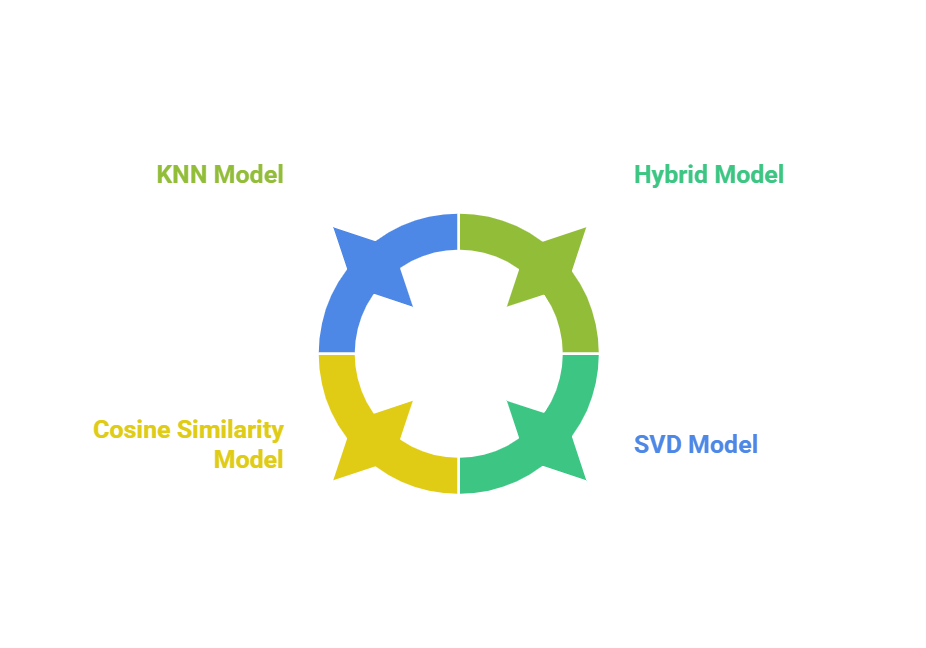 KNN Model
Hybrid Model
Cosine Similarity
Model
SVD Model